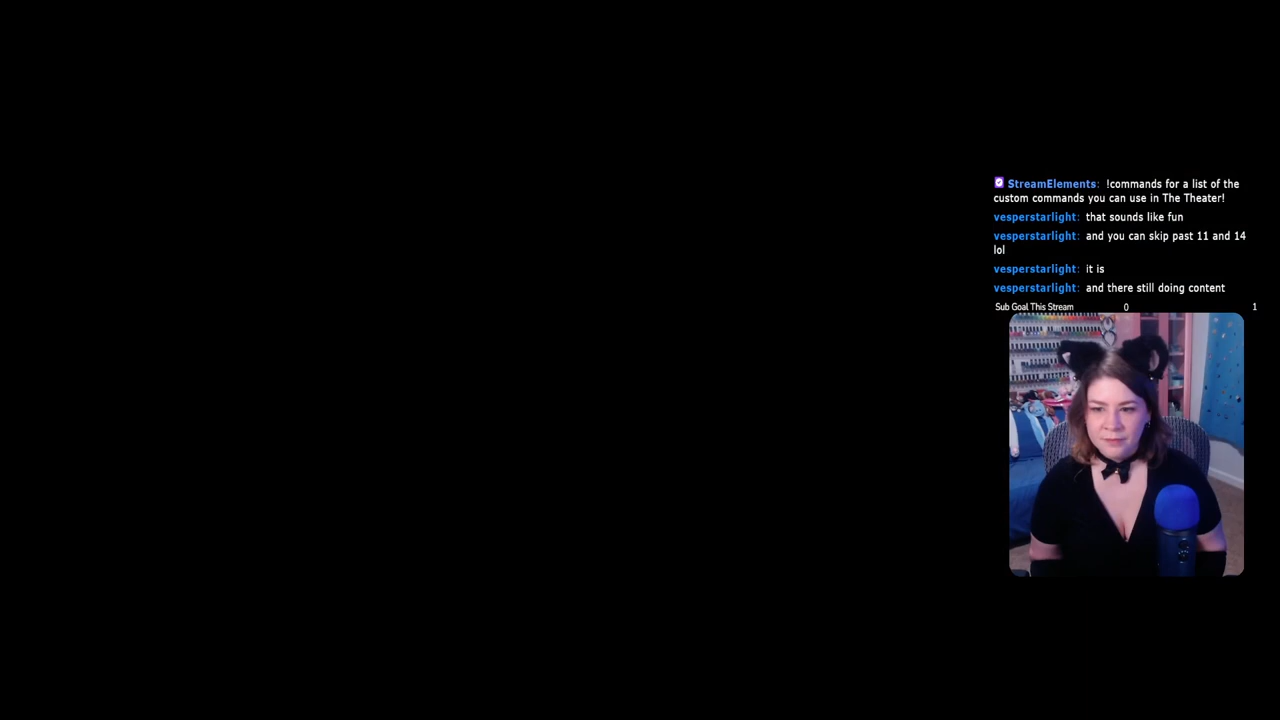 StreamElements: !commands for a list of the
custom commands you can use in The Theater!
vesperstarlight: that sounds like fun
vesperstarlight: and you can skip past 11 and 14
lol
vesperstarlight: it is
vesperstarlight: and there still doing content
Sub Goal This Stream 0 1